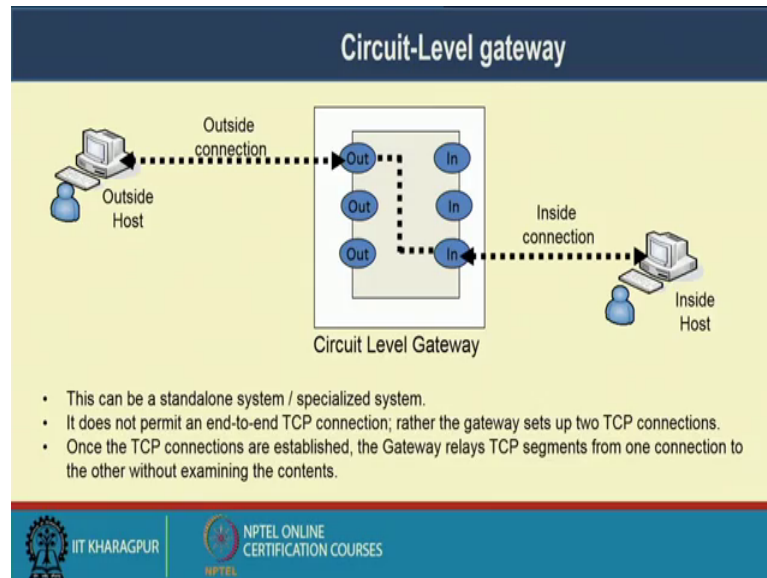 Circuit-Level gateway
Outside
connection
Outside
Host
Out
In
Out
In
Out
In
Inside
connection
Inside
Host
Circuit Level Gateway
• This can be a standalone system / specialized system.
• It does not permit an end-to-end TCP connection; rather the gateway sets up two TCP connections.
• Once the TCP connections are established, the Gateway relays TCP segments from one connection to
the other without examining the contents.
IIT KHARAGPUR
NPTEL
NPTEL ONLINE
CERTIFICATION COURSES